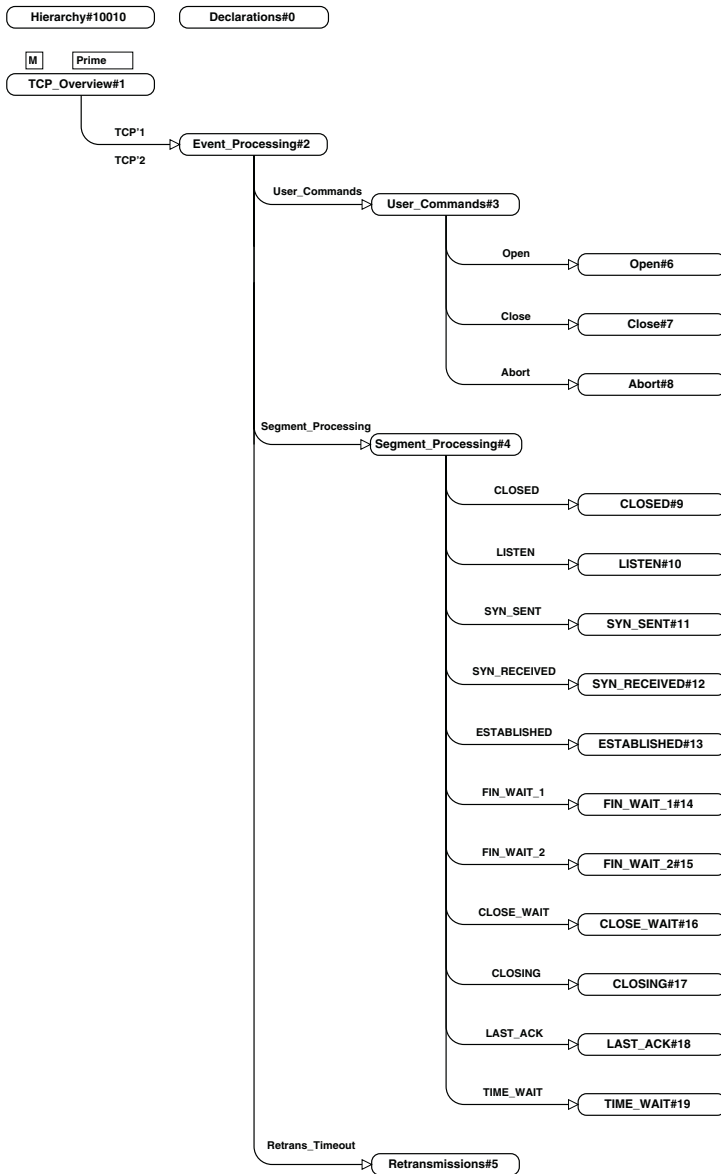 Hierarchy#10010
Declarations#0
M
Prime
TCP_Overview#1
TCP'1
TCP'2
Event_Processing#2
User_Commands
User_Commands#3
Open
Open#6
Close
Close#7
Abort
Abort#8
Segment_Processing
Segment_Processing#4
CLOSED
CLOSED#9
LISTEN
LISTEN#10
SYN_SENT
SYN_SENT#11
SYN_RECEIVED
SYN_RECEIVED#12
ESTABLISHED
ESTABLISHED#13
FIN_WAIT_1
FIN_WAIT_1#14
FIN_WAIT_2
FIN_WAIT_2#15
CLOSE_WAIT
CLOSE_WAIT#16
CLOSING
CLOSING#17
LAST_ACK
LAST_ACK#18
TIME_WAIT
TIME_WAIT#19
Retrans_Timeout
Retransmissions#5